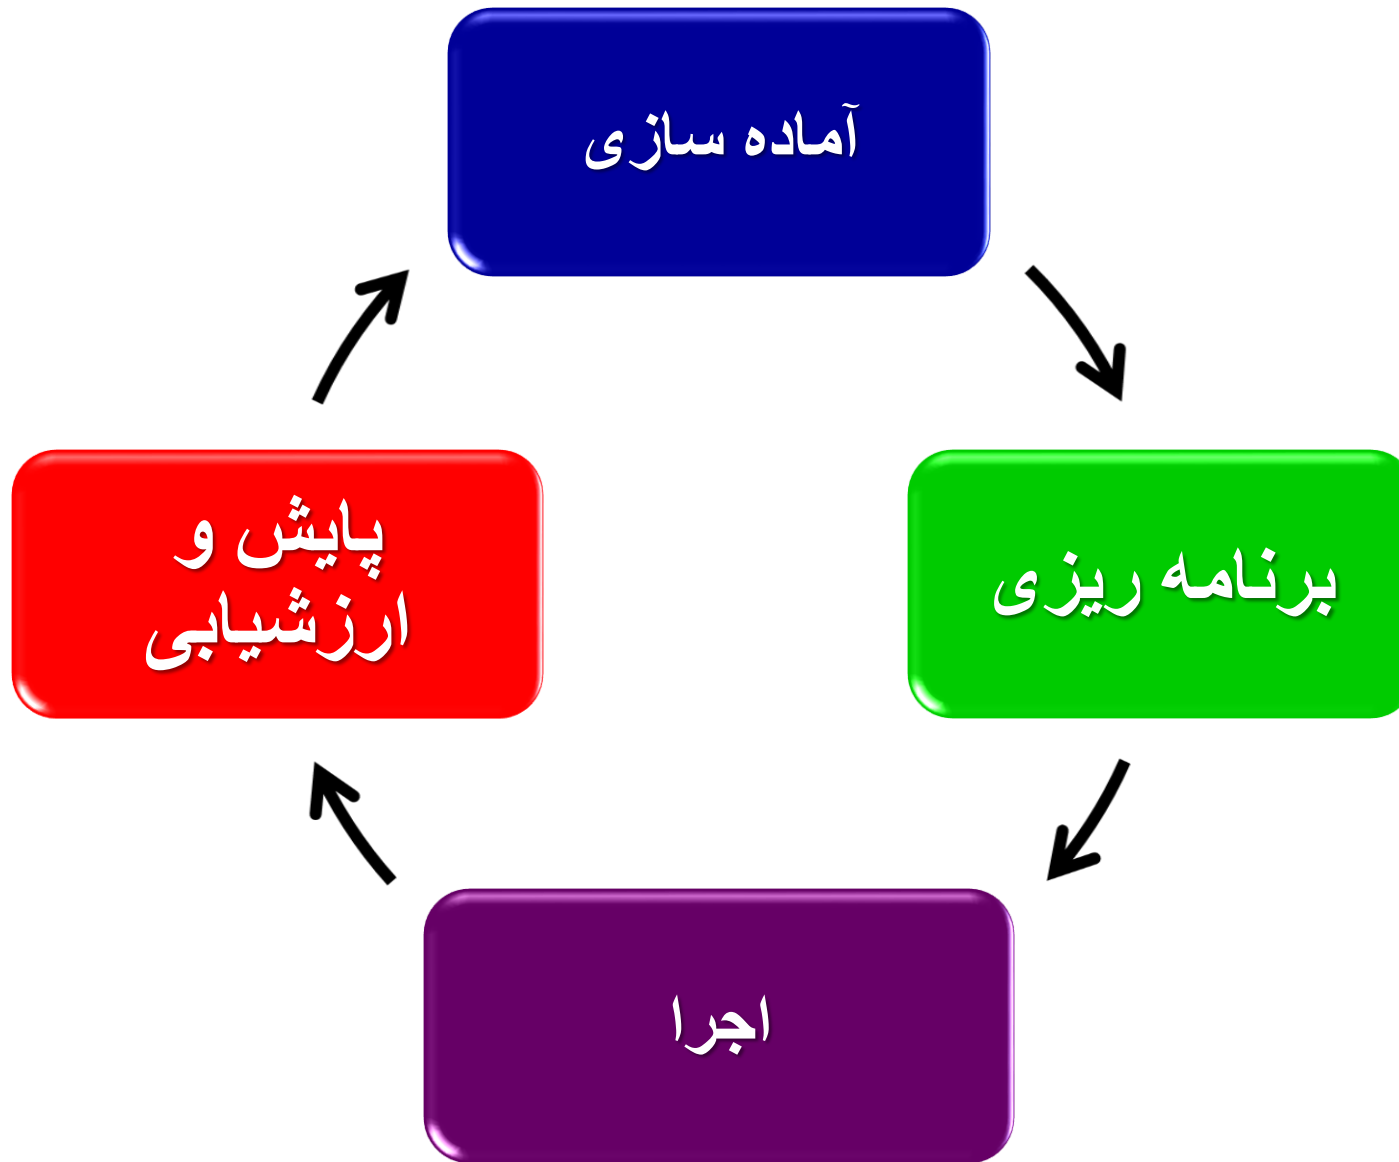 آماده سازی
برنامه ریزی
اجرا
پایش و
ارزشیابی